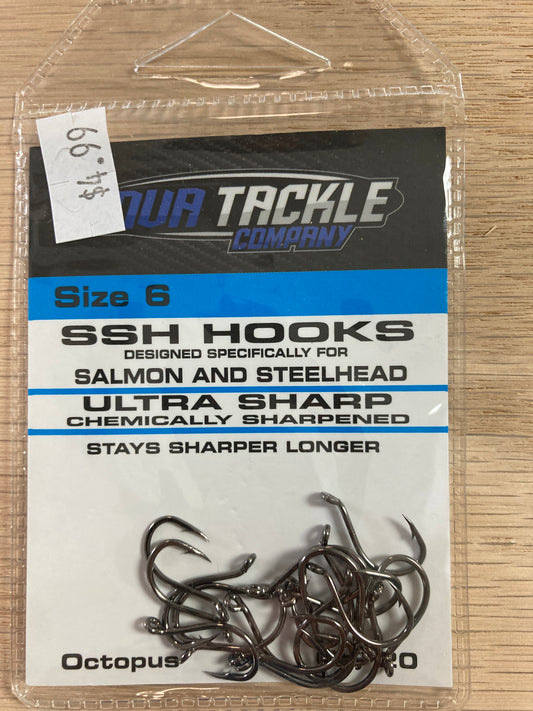 $4.99
TACKLE
COMPANY
Size 6
SSH HOOKS
DESIGNED SPECIFICALLY FOR
SALMON AND STEELHEAD
ULTRA SHARP
CHEMICALLY SHARPENED
STAYS SHARPER LONGER
Octopus